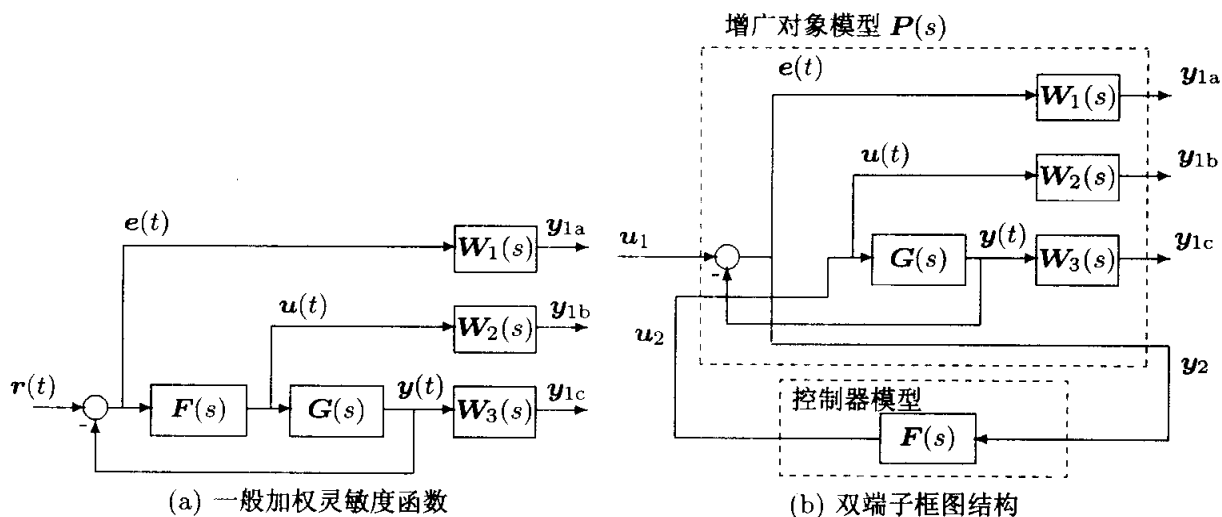 e(t)
W₁(s)
y₁ₐ
u(t)
W₂(s)
y₁b
r(t)
-
F(s)
G(s)
y(t)
W₃(s)
y₁c
(a) 一般加权灵敏度函数
增广对象模型 P(s)
e(t)
W₁(s)
y₁ₐ
u(t)
W₂(s)
y₁b
u₁
-
G(s)
y(t)
W₃(s)
y₁c
u₂
y₂
控制器模型
F(s)
(b) 双端子框图结构